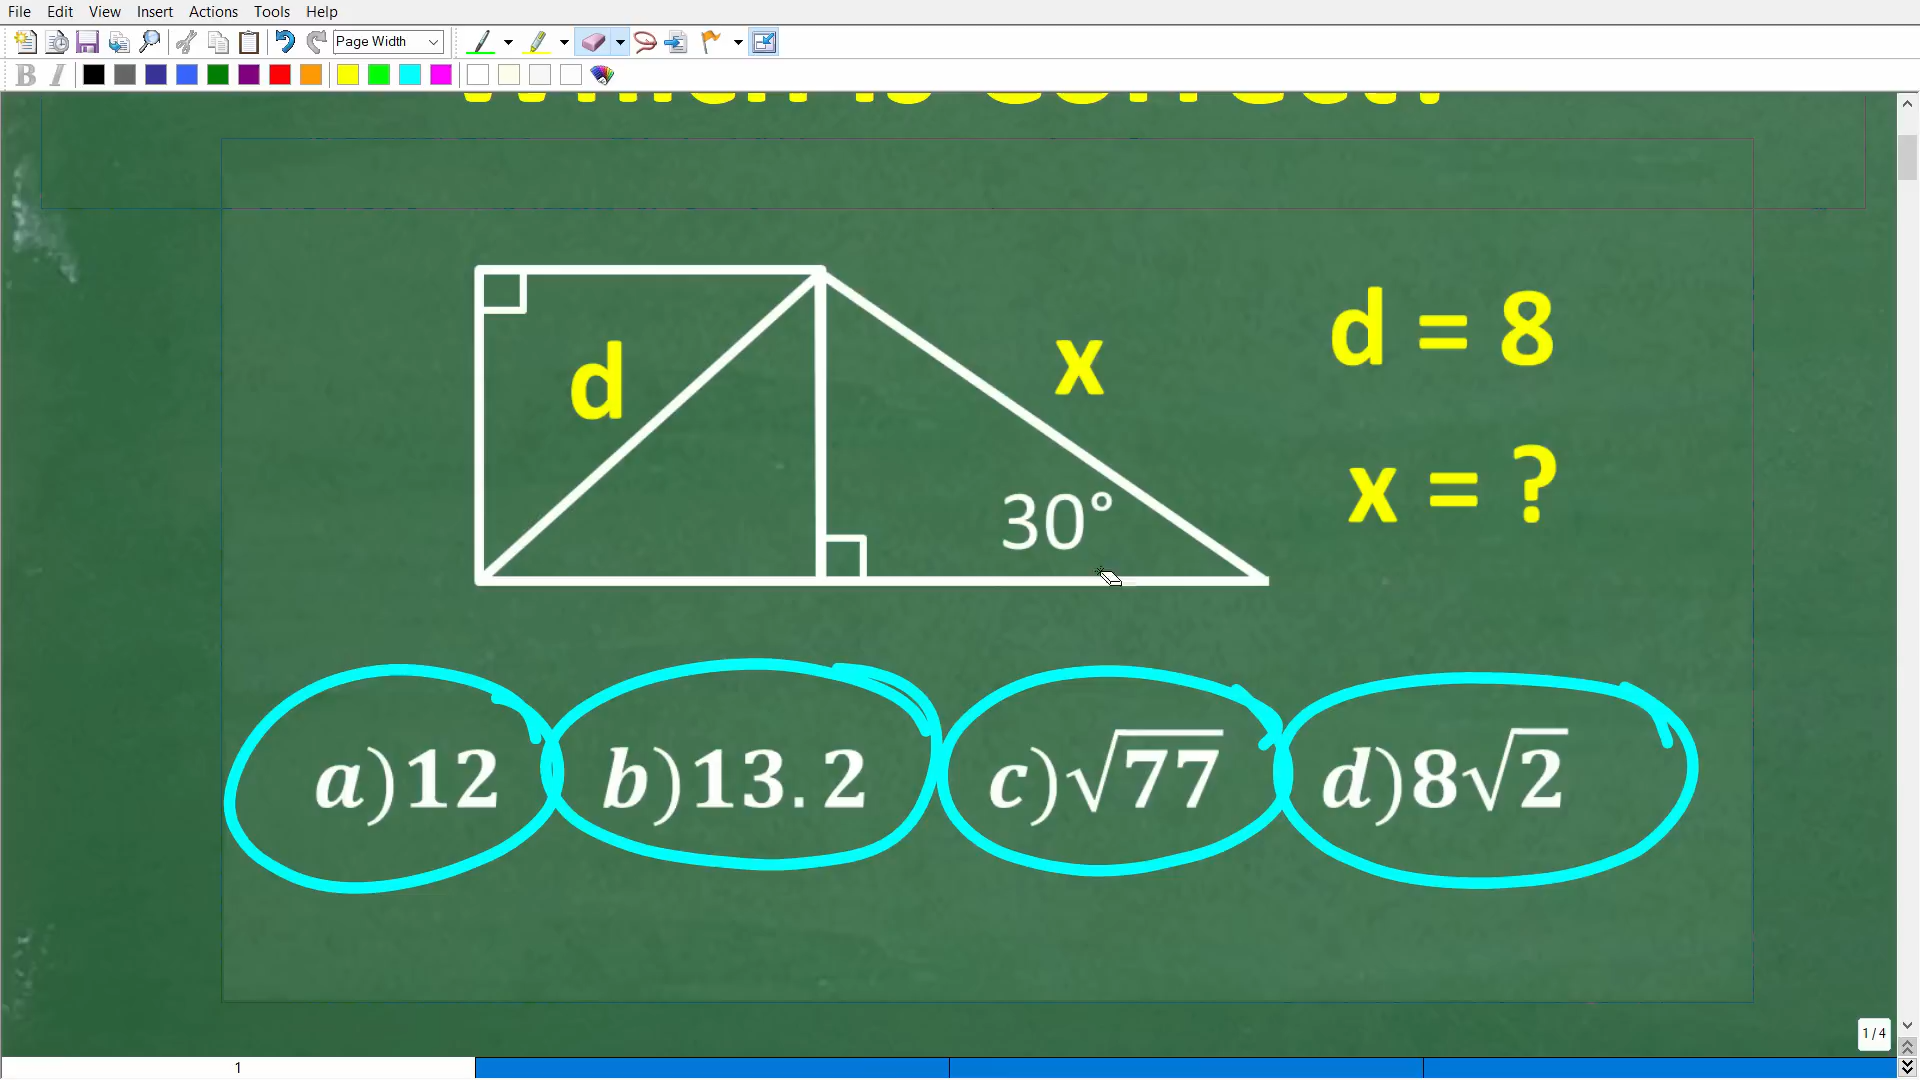 File Edit View Insert Actions Tools Help
Page Width
B I
d
x
d = 8
30°
x = ?
a)12 b)13.2 c)√77 d)8√2
1 / 4
1